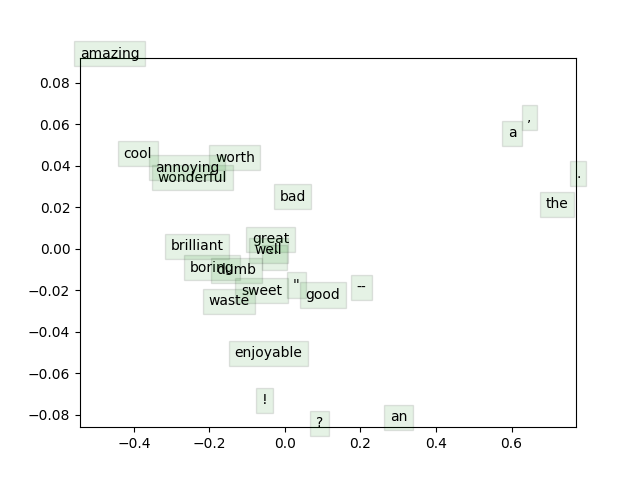 amazing
0.08
,
0.06
a
cool
worth
0.04
annoying
wonderful
.
bad
0.02
the
great
0.00
brilliant
well
boring
dumb
"
--
−0.02
sweet
good
waste
−0.04
enjoyable
−0.06
!
−0.08
?
an
−0.4
−0.2
0.0
0.2
0.4
0.6